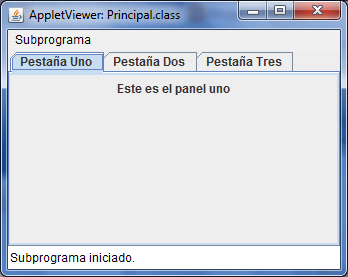 AppletViewer: Principal.class
Subprograma
Pestaña Uno Pestaña Dos Pestaña Tres
Este es el panel uno
Subprograma iniciado.